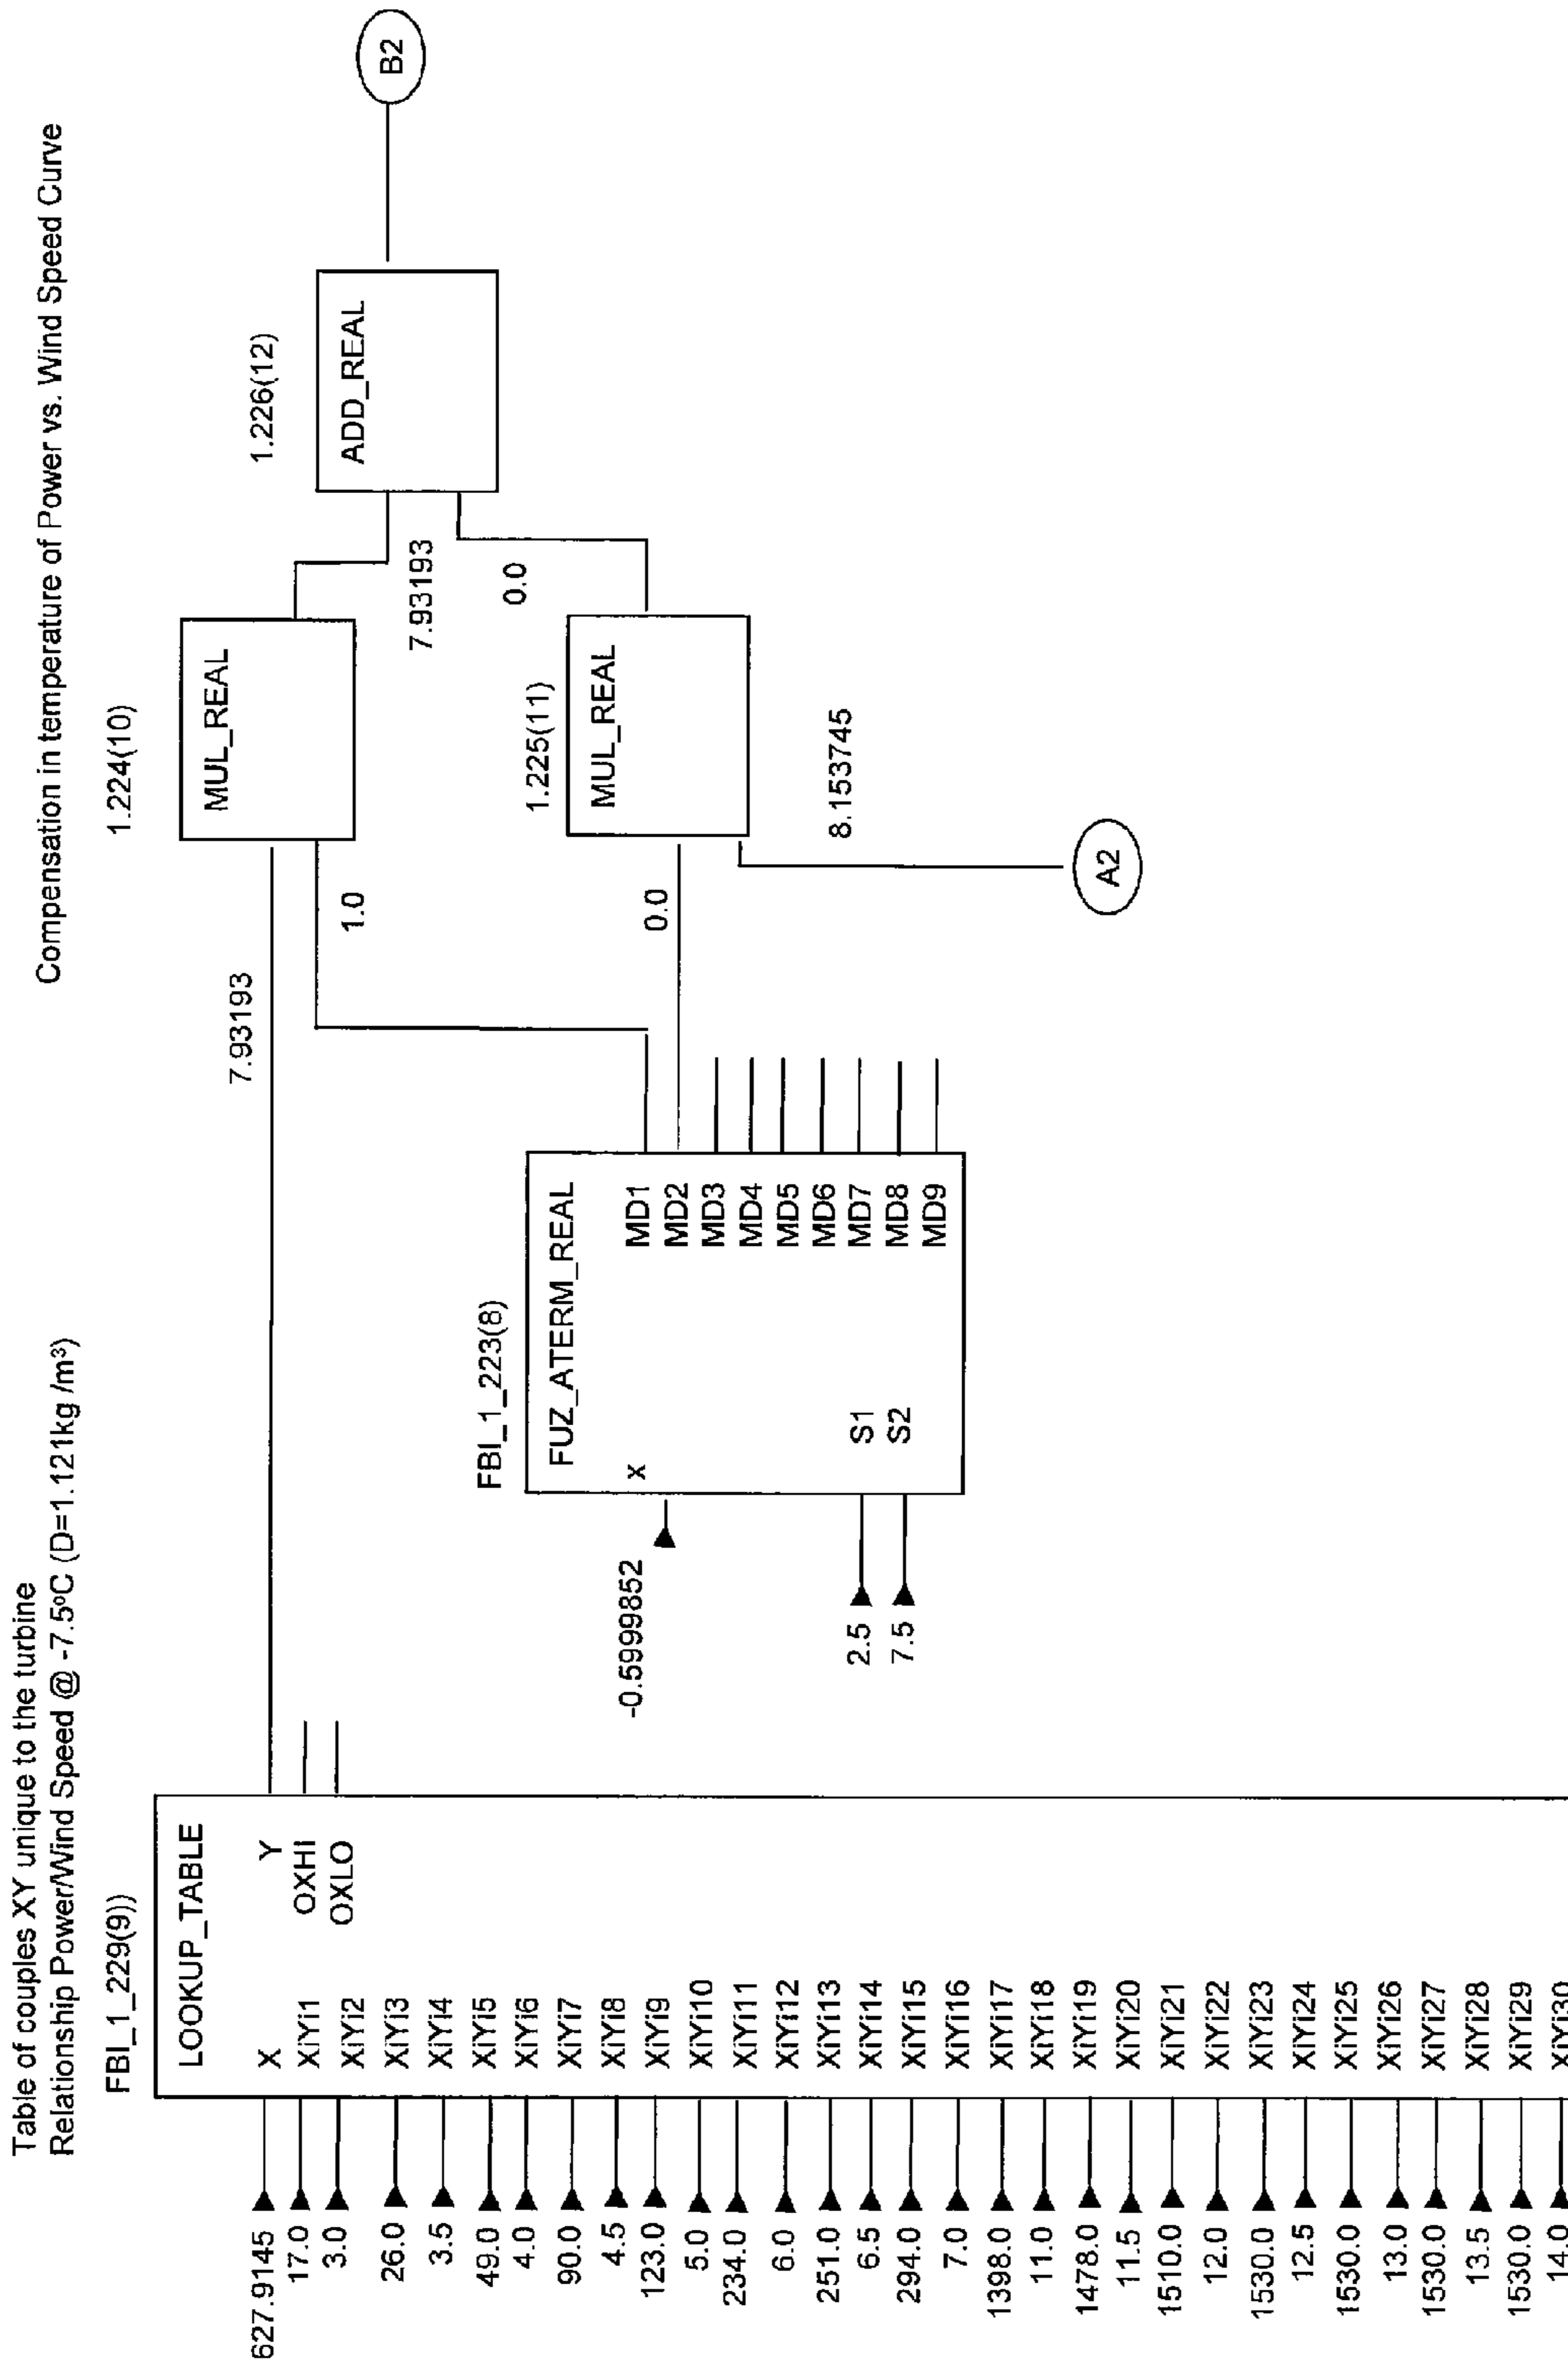 Table of couples XY unique to the turbine
Relationship Power/Wind Speed @ -7.5ºC (D=1.121kg /m³)
Compensation in temperature of Power vs. Wind Speed Curve
FBI_1_229(9))
LOOKUP_TABLE
X
Y
OXHI
OXLO
XiYi1
XiYi2
XiYi3
XiYi4
XiYi5
XiYi6
XiYi7
XiYi8
XiYi9
XiYi10
XiYi11
XiYi12
XiYi13
XiYi14
XiYi15
XiYi16
XiYi17
XiYi18
XiYi19
XiYi20
XiYi21
XiYi22
XiYi23
XiYi24
XiYi25
XiYi26
XiYi27
XiYi28
XiYi29
XiYi30
627.9145
17.0
3.0
26.0
3.5
49.0
4.0
90.0
4.5
123.0
5.0
234.0
6.0
251.0
6.5
294.0
7.0
1398.0
11.0
1478.0
11.5
1510.0
12.0
1530.0
12.5
1530.0
13.0
1530.0
13.5
1530.0
14.0
7.93193
FBI_1_223(8)
FUZ_ATERM_REAL
X
MD1
MD2
MD3
MD4
MD5
MD6
MD7
MD8
MD9
S1
S2
-0.5999852
2.5
7.5
1.0
0.0
1.224(10)
MUL_REAL
1.225(11)
MUL_REAL
8.153745
A2
7.93193
0.0
1.226(12)
ADD_REAL
B2